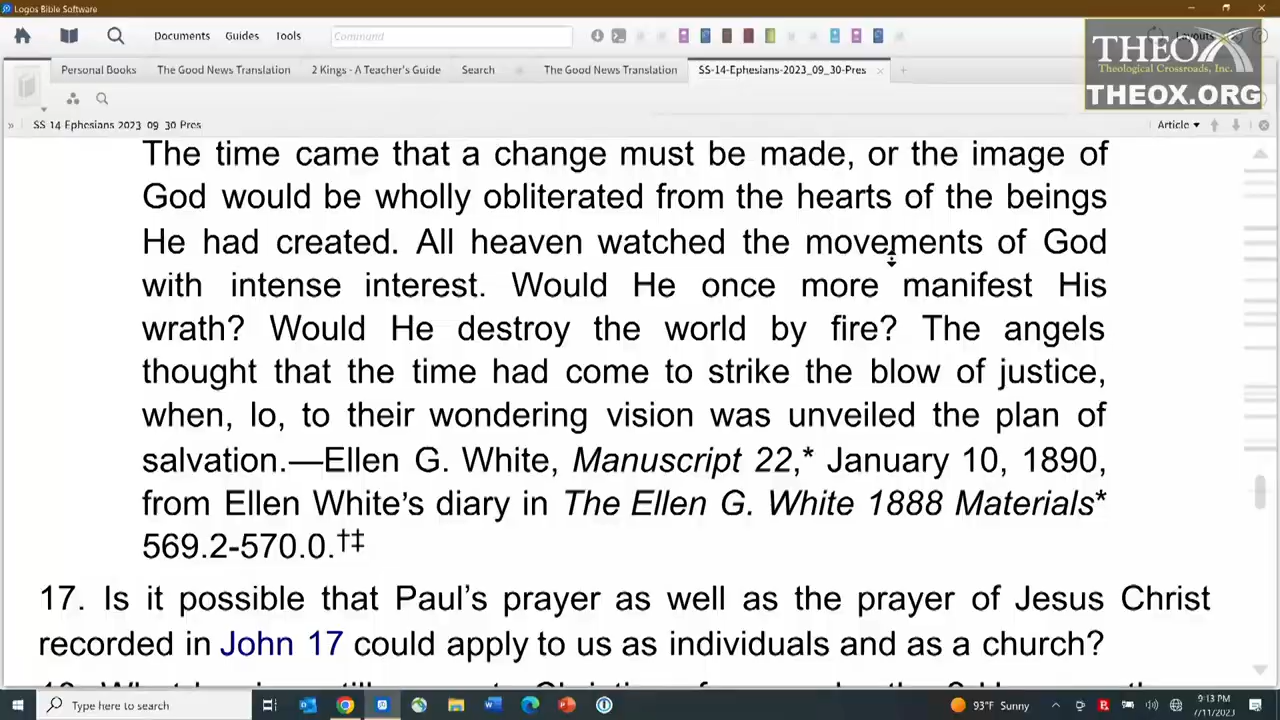 Logos Bible Software
Documents Guides Tools Command Layouts
THEOX
Theological Crossroads, Inc.
THEOX.ORG
Personal Books The Good News Translation 2 Kings - A Teacher's Guide Search The Good News Translation SS-14-Ephesians-2023_09_30-Pres
SS-14-Ephesians-2023_09_30-Pres Article
The time came that a change must be made, or the image of
God would be wholly obliterated from the hearts of the beings
He had created. All heaven watched the movements of God
with intense interest. Would He once more manifest His
wrath? Would He destroy the world by fire? The angels
thought that the time had come to strike the blow of justice,
when, lo, to their wondering vision was unveiled the plan of
salvation.—Ellen G. White, Manuscript 22,* January 10, 1890,
from Ellen White's diary in The Ellen G. White 1888 Materials*
569.2-570.0.†‡
17. Is it possible that Paul's prayer as well as the prayer of Jesus Christ
recorded in John 17 could apply to us as individuals and as a church?
Type here to search 93°F Sunny 9:13 PM
7/11/2023